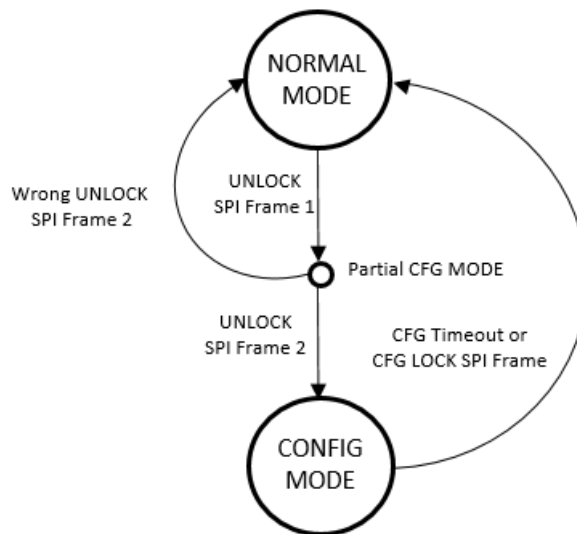 NORMAL
MODE
Wrong UNLOCK
SPI Frame 2
UNLOCK
SPI Frame 1
Partial CFG MODE
UNLOCK
SPI Frame 2
CFG Timeout or
CFG LOCK SPI Frame
CONFIG
MODE